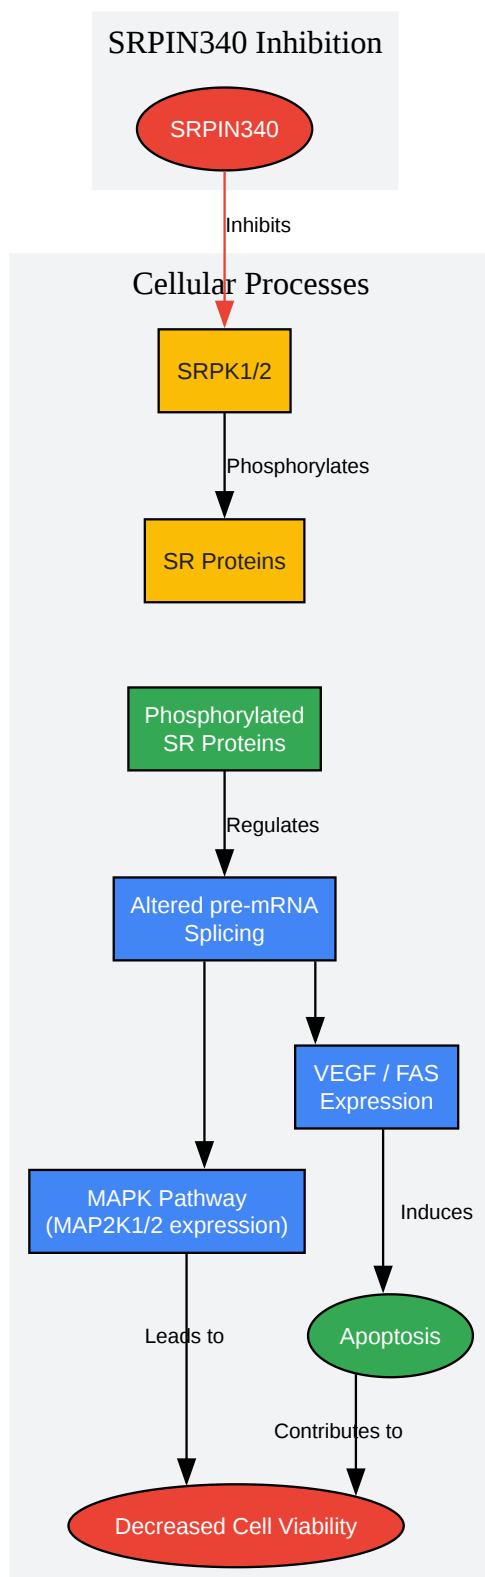 SRPIN340 Inhibition
SRPIN340
Inhibits
Cellular Processes
SRPK1/2
Phosphorylates
SR Proteins
Phosphorylated
SR Proteins
Regulates
Altered pre-mRNA
Splicing
VEGF / FAS
Expression
MAPK Pathway
(MAP2K1/2 expression)
Induces
Leads to
Apoptosis
Contributes to
Decreased Cell Viability